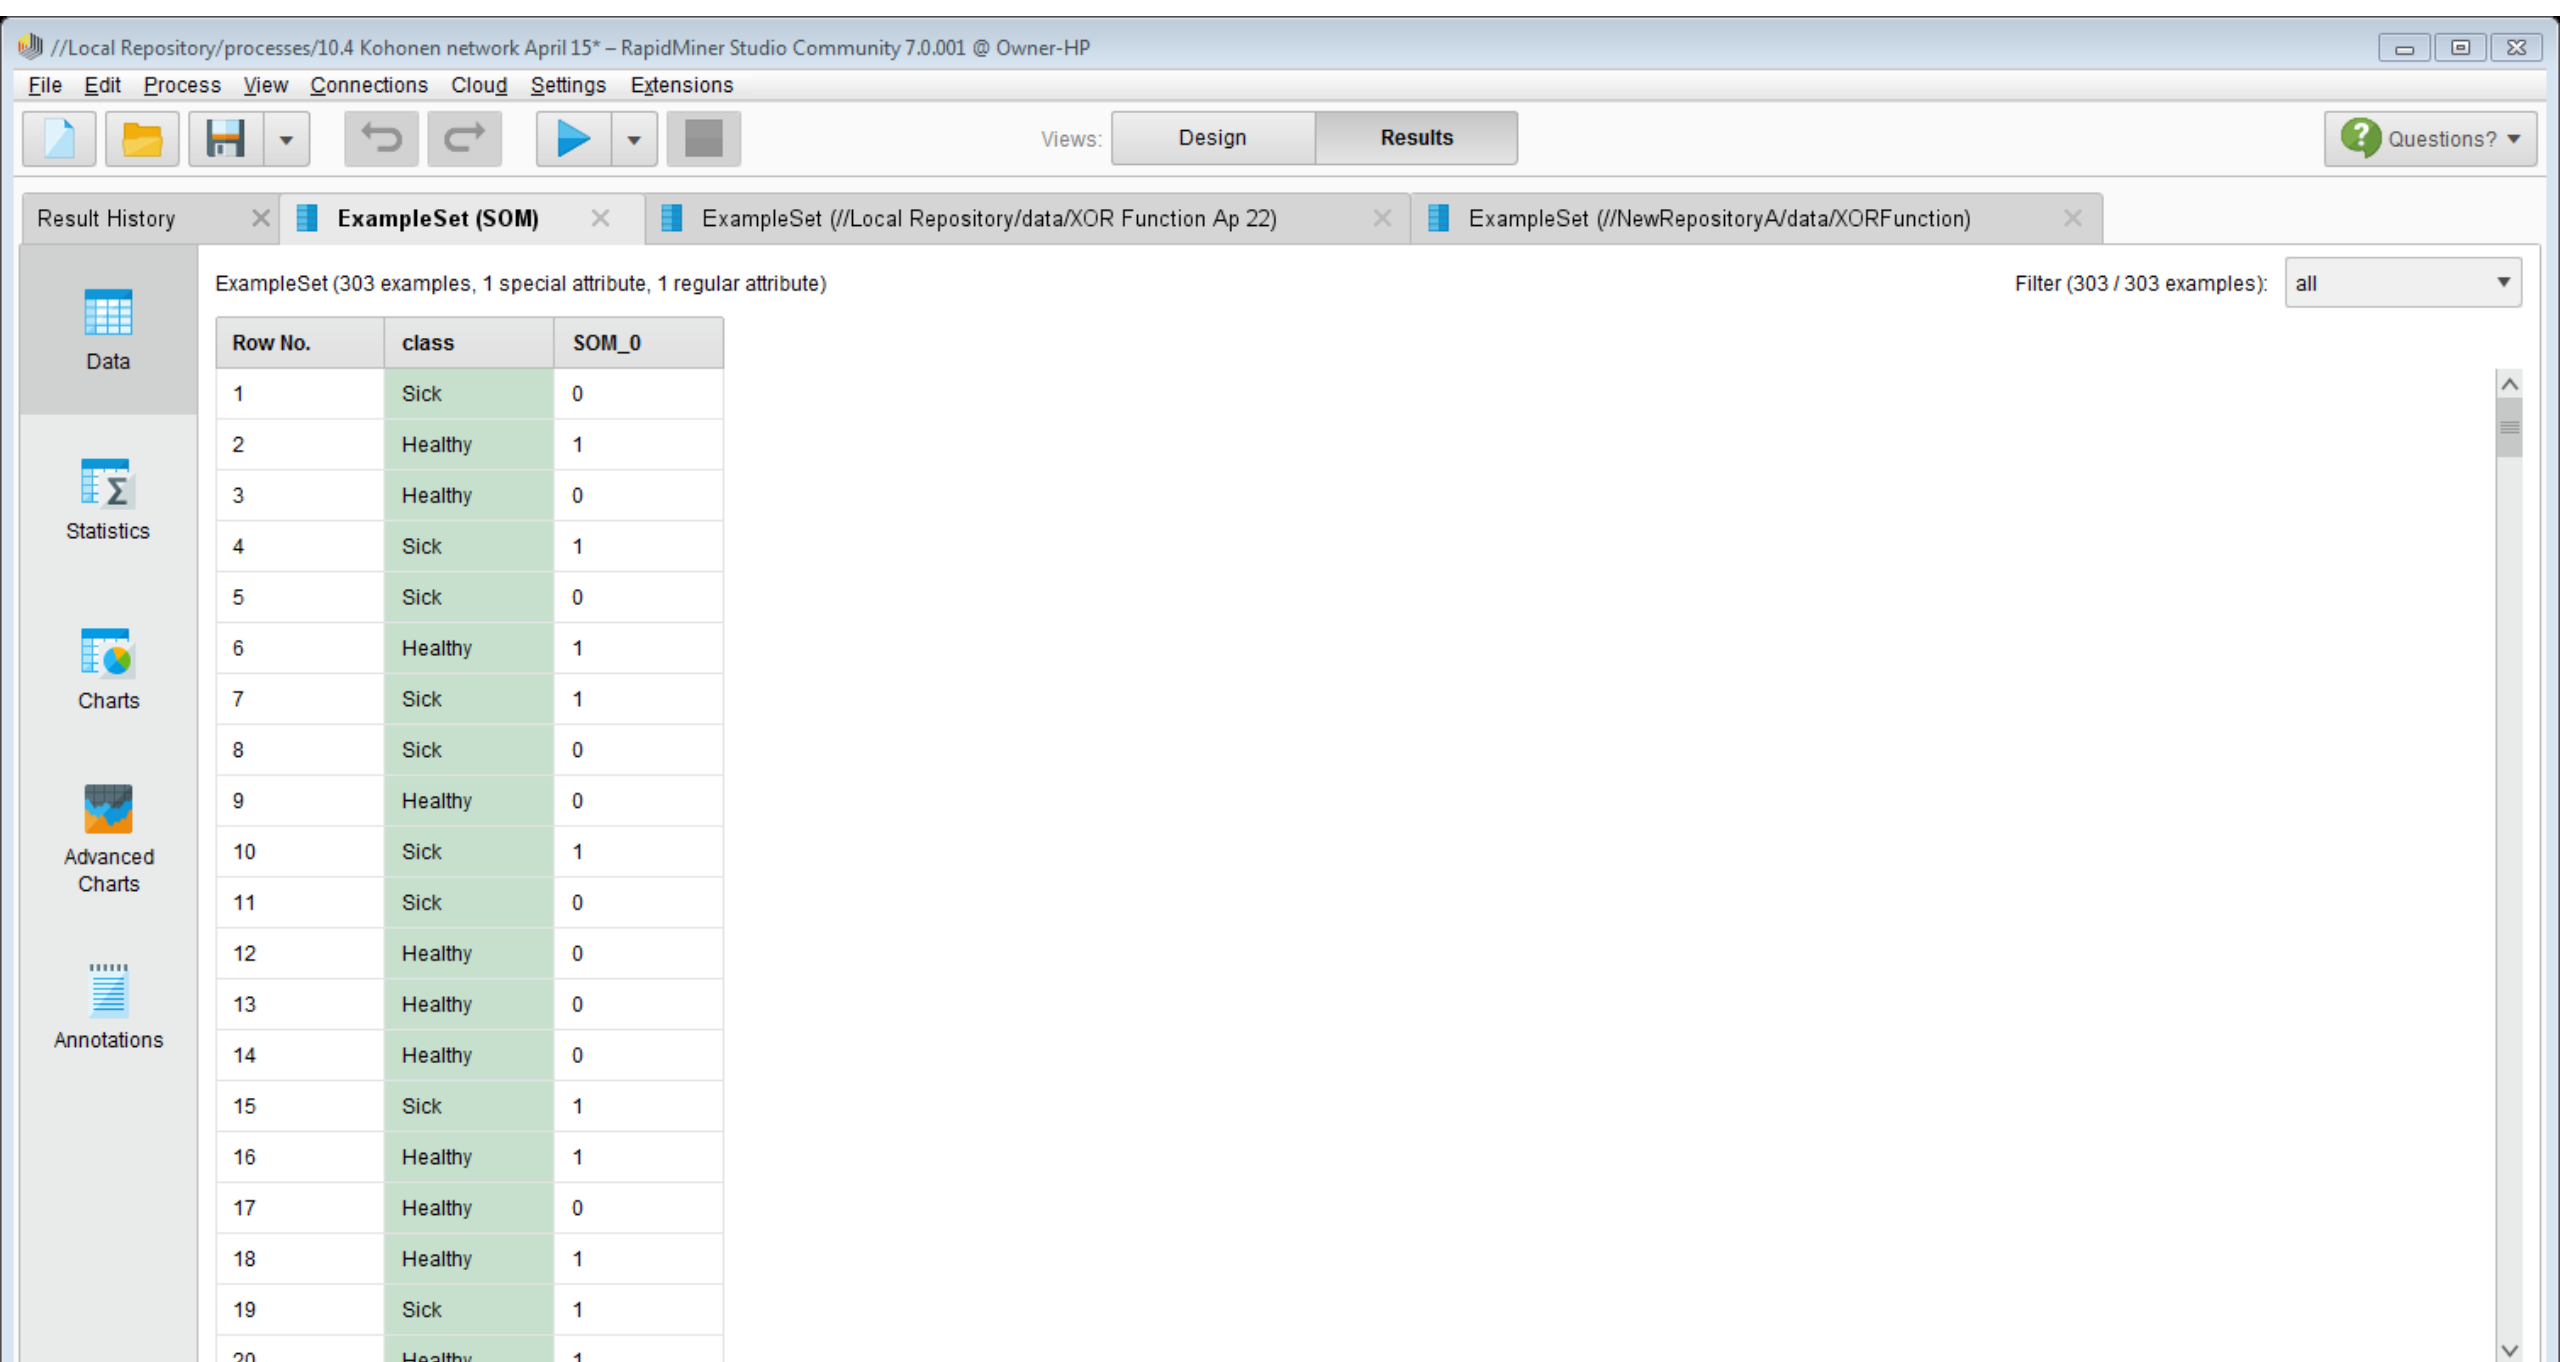 //Local Repository/processes/10.4 Kohonen network April 15* – RapidMiner Studio Community 7.0.001 @ Owner-HP
File Edit Process View Connections Cloud Settings Extensions
Views: Design Results Questions?
Result History ExampleSet (SOM) ExampleSet (//Local Repository/data/XOR Function Ap 22) ExampleSet (//NewRepositoryA/data/XORFunction)
ExampleSet (303 examples, 1 special attribute, 1 regular attribute) Filter (303 / 303 examples): all
Data
Statistics
Charts
Advanced
Charts
Annotations
Row No. class SOM_0
1 Sick 0
2 Healthy 1
3 Healthy 0
4 Sick 1
5 Sick 0
6 Healthy 1
7 Sick 1
8 Sick 0
9 Healthy 0
10 Sick 1
11 Sick 0
12 Healthy 0
13 Healthy 0
14 Healthy 0
15 Sick 1
16 Healthy 1
17 Healthy 0
18 Healthy 1
19 Sick 1
20 Healthy 1